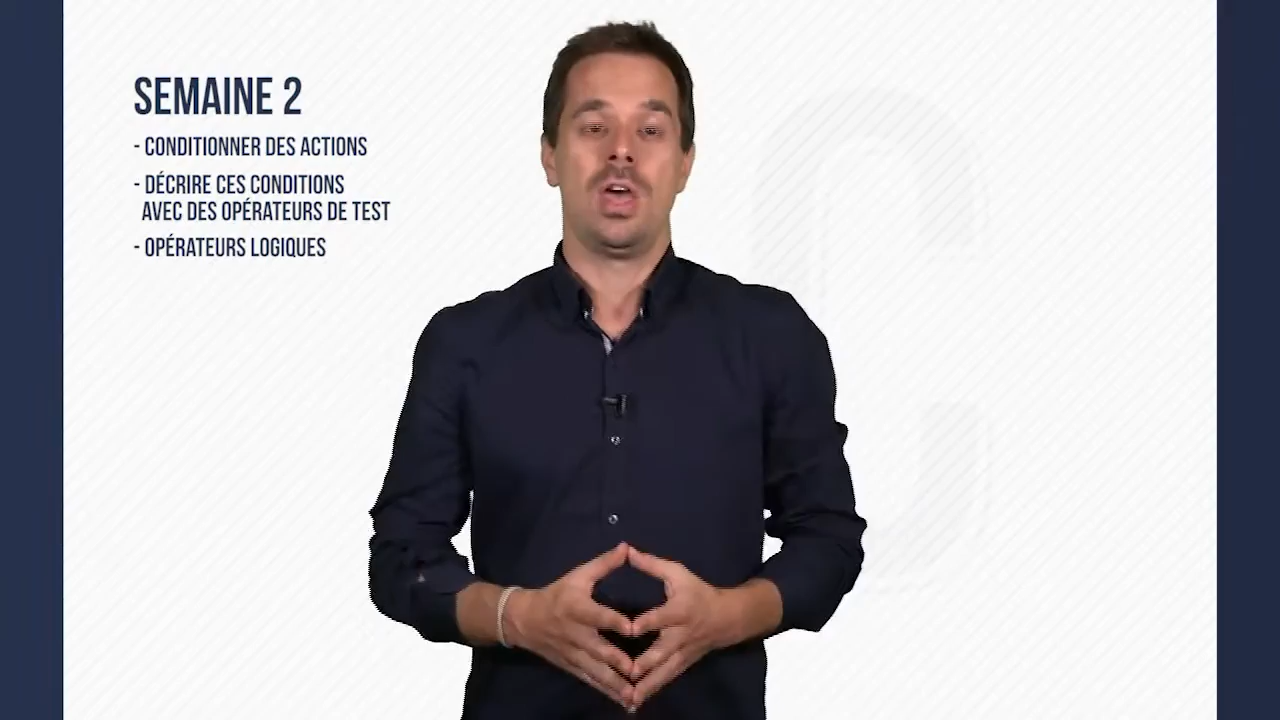 SEMAINE 2
- CONDITIONNER DES ACTIONS
- DÉCRIRE CES CONDITIONS
AVEC DES OPÉRATEURS DE TEST
- OPÉRATEURS LOGIQUES